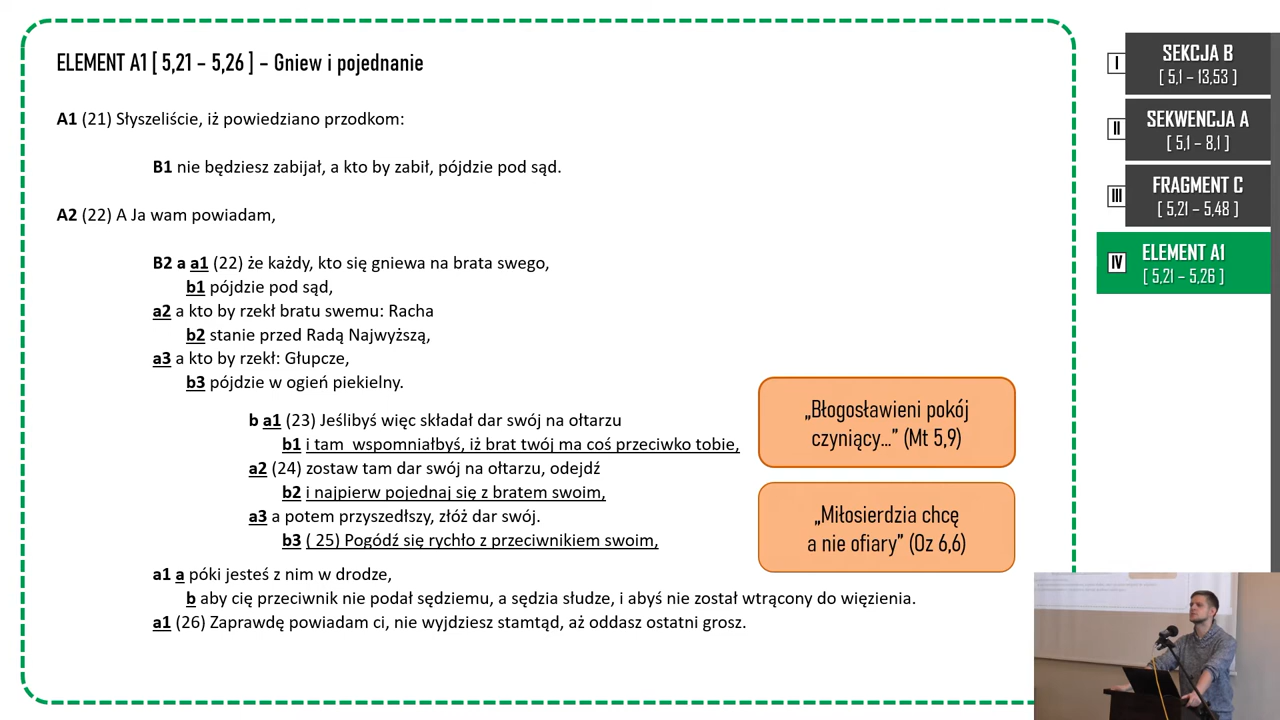 ELEMENT A1 [ 5,21 – 5,26 ] – Gniew i pojednanie
A1 (21) Słyszeliście, iż powiedziano przodkom:
B1 nie będziesz zabijał, a kto by zabił, pójdzie pod sąd.
A2 (22) A Ja wam powiadam,
B2 a a1 (22) że każdy, kto się gniewa na brata swego,
b1 pójdzie pod sąd,
a2 a kto by rzekł bratu swemu: Racha
b2 stanie przed Radą Najwyższą,
a3 a kto by rzekł: Głupcze,
b3 pójdzie w ogień piekielny.
b a1 (23) Jeślibyś więc składał dar swój na ołtarzu
b1 i tam wspomniałbyś, iż brat twój ma coś przeciwko tobie,
a2 (24) zostaw tam dar swój na ołtarzu, odejdź
b2 i najpierw pojednaj się z bratem swoim,
a3 a potem przyszedłszy, złóż dar swój.
b3 ( 25) Pogódź się rychło z przeciwnikiem swoim,
a1 a póki jesteś z nim w drodze,
b aby cię przeciwnik nie podał sędziemu, a sędzia słudze, i abyś nie został wtrącony do więzienia.
a1 (26) Zaprawdę powiadam ci, nie wyjdziesz stamtąd, aż oddasz ostatni grosz.
„Błogosławieni pokój
czyniący...” (Mt 5,9)
„Miłosierdzia chcę
a nie ofiary” (Oz 6,6)
I
SEKCJA B
[ 5,1 – 13,53 ]
II
SEKWENCJA A
[ 5,1 – 8,1 ]
III
FRAGMENT C
[ 5,21 – 5,48 ]
IV
ELEMENT A1
[ 5,21 – 5,26 ]